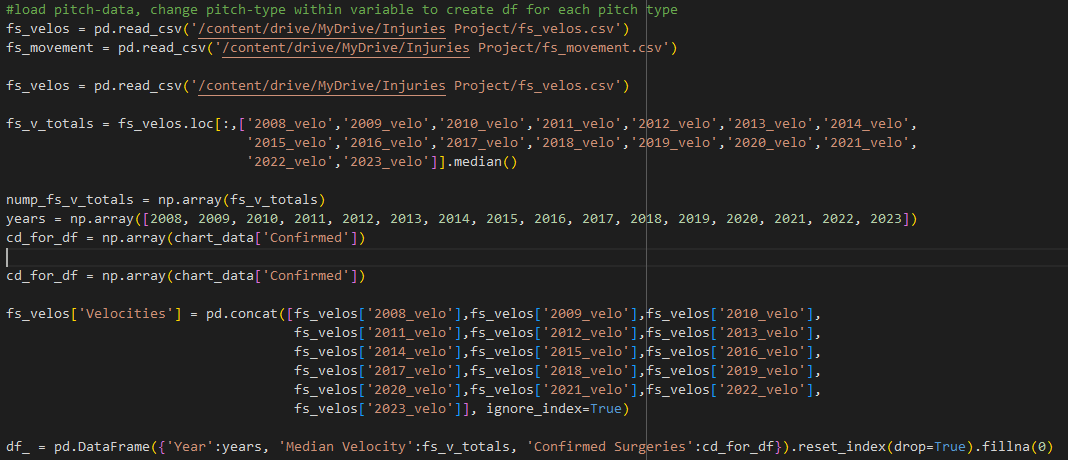 #load pitch-data, change pitch-type within variable to create df for each pitch type
fs_velos = pd.read_csv('/content/drive/MyDrive/Injuries Project/fs_velos.csv')
fs_movement = pd.read_csv('/content/drive/MyDrive/Injuries Project/fs_movement.csv')
fs_velos = pd.read_csv('/content/drive/MyDrive/Injuries Project/fs_velos.csv')
fs_v_totals = fs_velos.loc[:,['2008_velo','2009_velo','2010_velo','2011_velo','2012_velo','2013_velo','2014_velo',
'2015_velo','2016_velo','2017_velo','2018_velo','2019_velo','2020_velo','2021_velo',
'2022_velo','2023_velo']].median()
nump_fs_v_totals = np.array(fs_v_totals)
years = np.array([2008, 2009, 2010, 2011, 2012, 2013, 2014, 2015, 2016, 2017, 2018, 2019, 2020, 2021, 2022, 2023])
cd_for_df = np.array(chart_data['Confirmed'])
cd_for_df = np.array(chart_data['Confirmed'])
fs_velos['Velocities'] = pd.concat([fs_velos['2008_velo'],fs_velos['2009_velo'],fs_velos['2010_velo'],
fs_velos['2011_velo'],fs_velos['2012_velo'],fs_velos['2013_velo'],
fs_velos['2014_velo'],fs_velos['2015_velo'],fs_velos['2016_velo'],
fs_velos['2017_velo'],fs_velos['2018_velo'],fs_velos['2019_velo'],
fs_velos['2020_velo'],fs_velos['2021_velo'],fs_velos['2022_velo'],
fs_velos['2023_velo']], ignore_index=True)
df_ = pd.DataFrame({'Year':years, 'Median Velocity':fs_v_totals, 'Confirmed Surgeries':cd_for_df}).reset_index(drop=True).fillna(0)